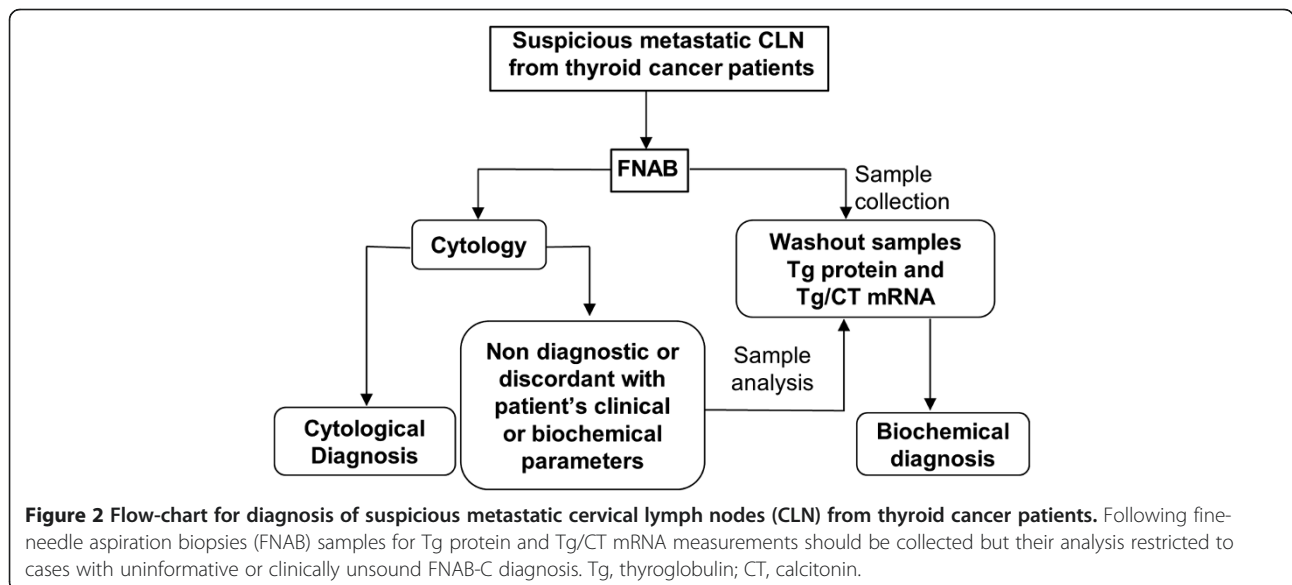 Suspicious metastatic CLN
from thyroid cancer patients
FNAB
Sample
collection
Cytology
Washout samples
Tg protein and
Tg/CT mRNA
Non diagnostic or
discordant with
patient's clinical
or biochemical
parameters
Sample
analysis
Cytological
Diagnosis
Biochemical
diagnosis
Figure 2 Flow-chart for diagnosis of suspicious metastatic cervical lymph nodes (CLN) from thyroid cancer patients. Following fine-
needle aspiration biopsies (FNAB) samples for Tg protein and Tg/CT mRNA measurements should be collected but their analysis restricted to
cases with uninformative or clinically unsound FNAB-C diagnosis. Tg, thyroglobulin; CT, calcitonin.